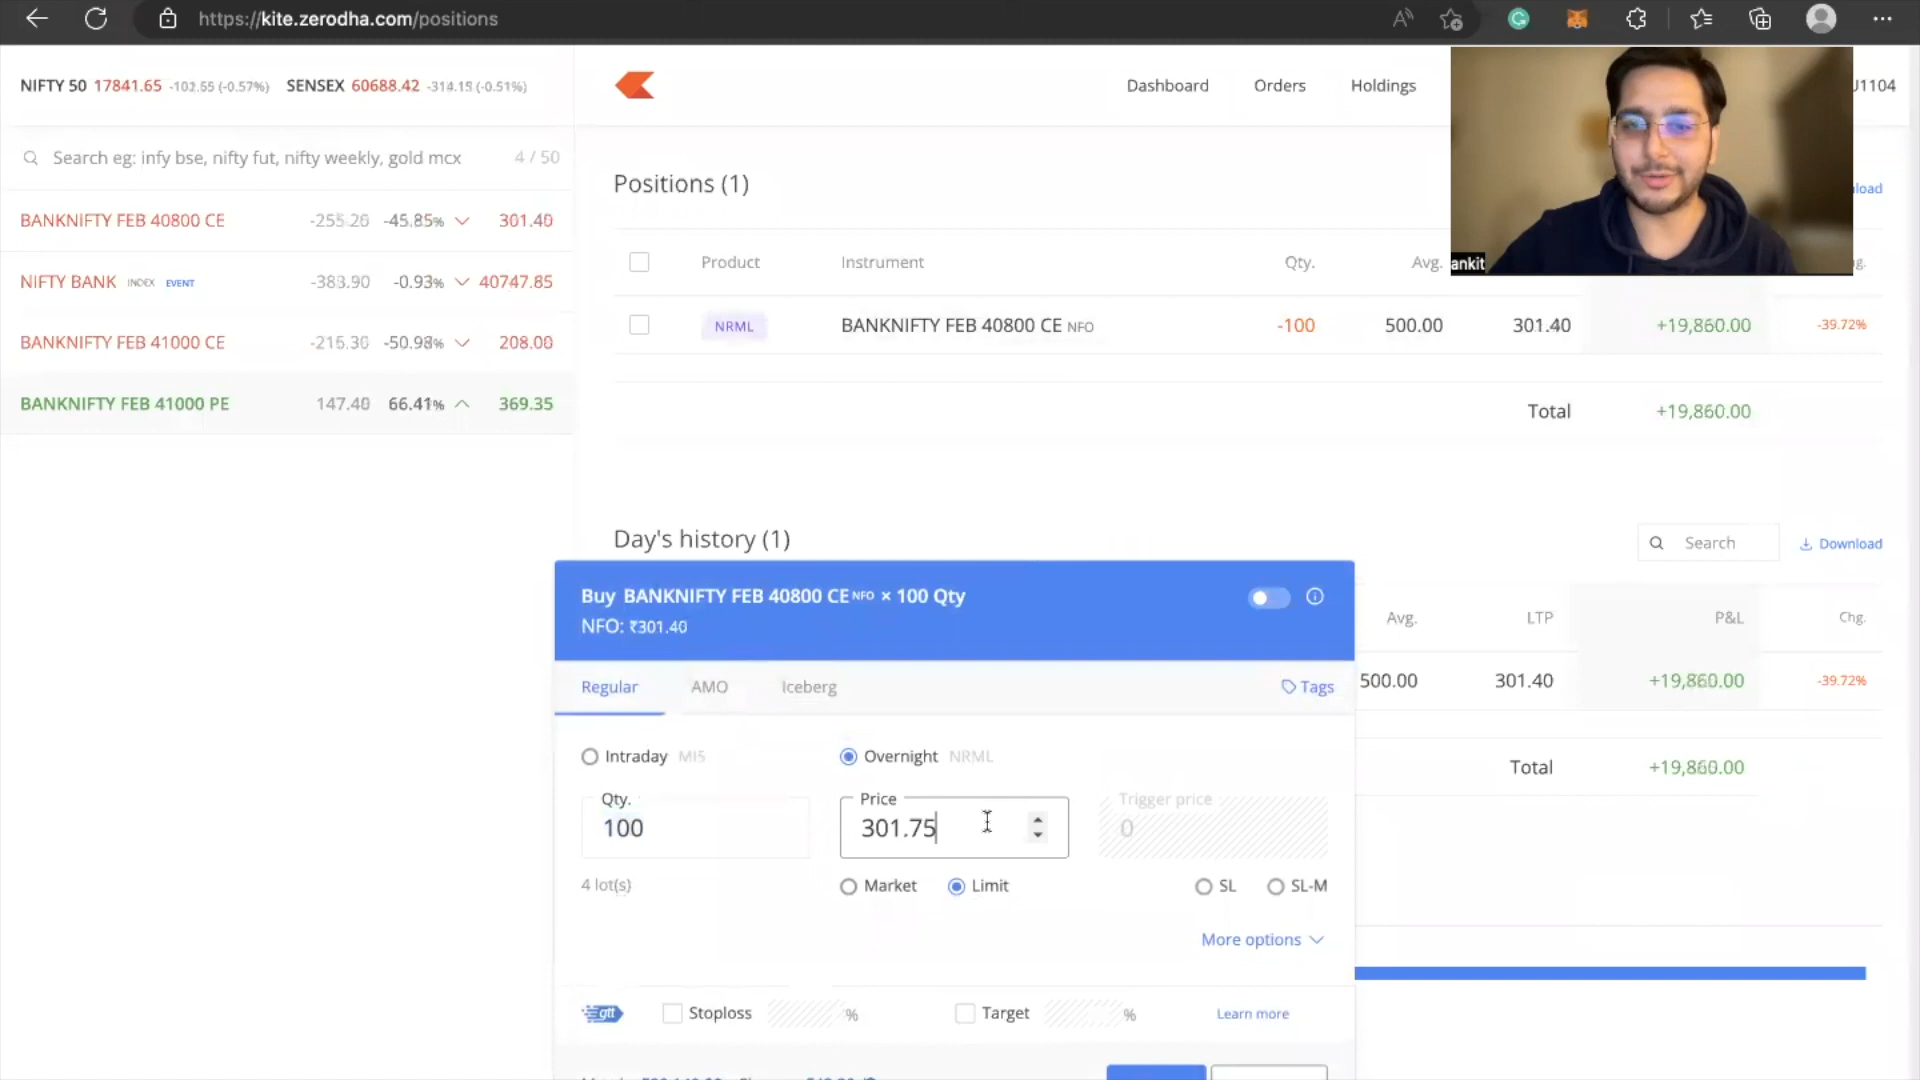 https://kite.zerodha.com/positions
NIFTY 50 17841.65 -102.55 (-0.57%) SENSEX 60688.42 -314.15 (-0.51%)
Dashboard Orders Holdings
J1104
Search eg: infy bse, nifty fut, nifty weekly, gold mcx 4 / 50
BANKNIFTY FEB 40800 CE -255.20 -45.85% 301.40
NIFTY BANK INDEX EVENT -383.90 -0.93% 40747.85
BANKNIFTY FEB 41000 CE -216.30 -50.98% 208.00
BANKNIFTY FEB 41000 PE 147.40 66.41% 369.35
ankit
Positions (1)
Product Instrument Qty. Avg.
NRML BANKNIFTY FEB 40800 CE NFO -100 500.00 301.40 +19,860.00 -39.72%
Total +19,860.00
Day's history (1) Search Download
Avg. LTP P&L Chg.
500.00 301.40 +19,860.00 -39.72%
Total +19,860.00
Buy BANKNIFTY FEB 40800 CE NFO × 100 Qty
NFO: ₹301.40
Regular AMO Iceberg Tags
Intraday MIS Overnight NRML
Qty. Price Trigger price
100 301.75 0
4 lot(s) Market Limit SL SL-M
More options
gtt Stoploss % Target % Learn more